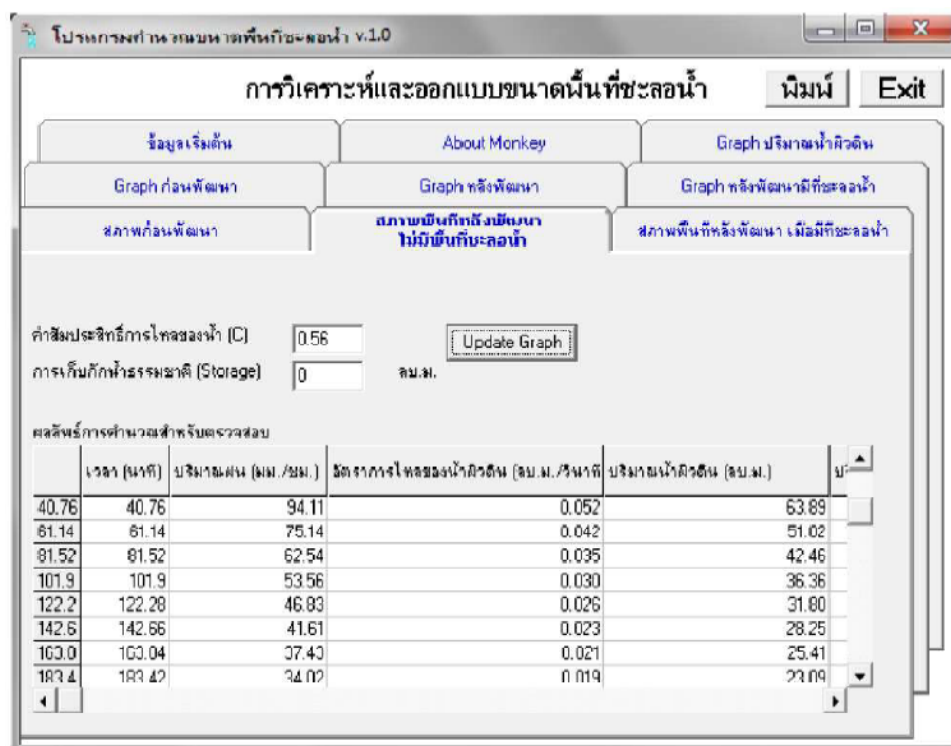 โปรแกรมคำนวณขนาดพื้นที่ชะลอน้ำ v.1.0
การวิเคราะห์และออกแบบขนาดพื้นที่ชะลอน้ำ พิมพ์ Exit
ข้อมูลเริ่มต้น About Monkey Graph ปริมาณน้ำผิวดิน
Graph ก่อนพัฒนา Graph หลังพัฒนา Graph หลังพัฒนามีที่ชะลอน้ำ
สภาพก่อนพัฒนา สภาพพื้นที่หลังพัฒนา สภาพพื้นที่หลังพัฒนา เมื่อมีที่ชะลอน้ำ
ไม่มีพื้นที่ชะลอน้ำ
ค่าสัมประสิทธิ์การไหลของน้ำ (C) 0.56 Update Graph
การเก็บกักน้ำธรรมชาติ (Storage) 0 ลบ.ม.
ผลลัพธ์การคำนวณสำหรับตรวจสอบ
เวลา (นาที) ปริมาณฝน (มม./ชม.) อัตราการไหลของน้ำผิวดิน (ลบ.ม./วินาที ปริมาณน้ำผิวดิน (ลบ.ม.)
40.76 40.76 94.11 0.052 63.89
61.14 61.14 75.14 0.042 51.02
81.52 81.52 62.54 0.035 42.46
101.9 101.9 53.56 0.030 36.36
122.2 122.28 46.83 0.026 31.80
142.6 142.66 41.61 0.023 28.25
163.0 163.04 37.43 0.021 25.41
183.4 183.42 34.02 0.019 23.09